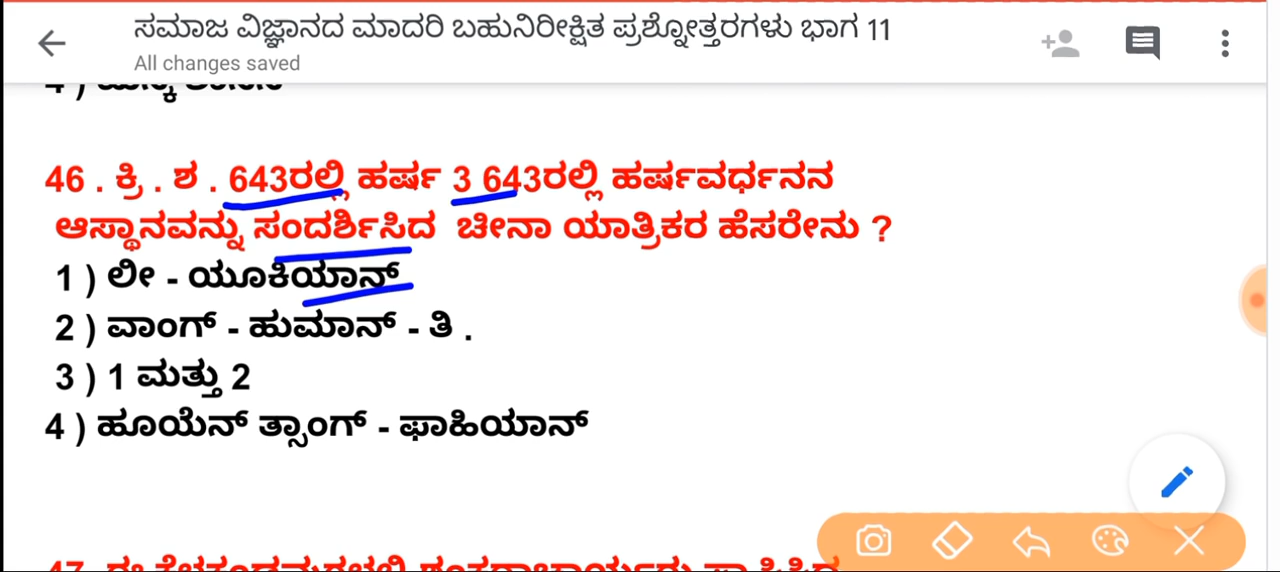 ಸಮಾಜ ವಿಜ್ಞಾನದ ಮಾದರಿ ಬಹುನಿರೀಕ್ಷಿತ ಪ್ರಶ್ನೋತ್ತರಗಳು ಭಾಗ 11
All changes saved
46 . ಕ್ರಿ . ಶ . 643ರಲ್ಲಿ ಹರ್ಷ 3 643ರಲ್ಲಿ ಹರ್ಷವರ್ಧನನ
ಆಸ್ಥಾನವನ್ನು ಸಂದರ್ಶಿಸಿದ ಚೀನಾ ಯಾತ್ರಿಕರ ಹೆಸರೇನು ?
1 ) ಲೀ - ಯೂಕಿಯಾನ್
2 ) ವಾಂಗ್ - ಹುಮಾನ್ - ತಿ .
3 ) 1 ಮತ್ತು 2
4 ) ಹೂಯೆನ್ ತ್ಸಾಂಗ್ - ಫಾಹಿಯಾನ್